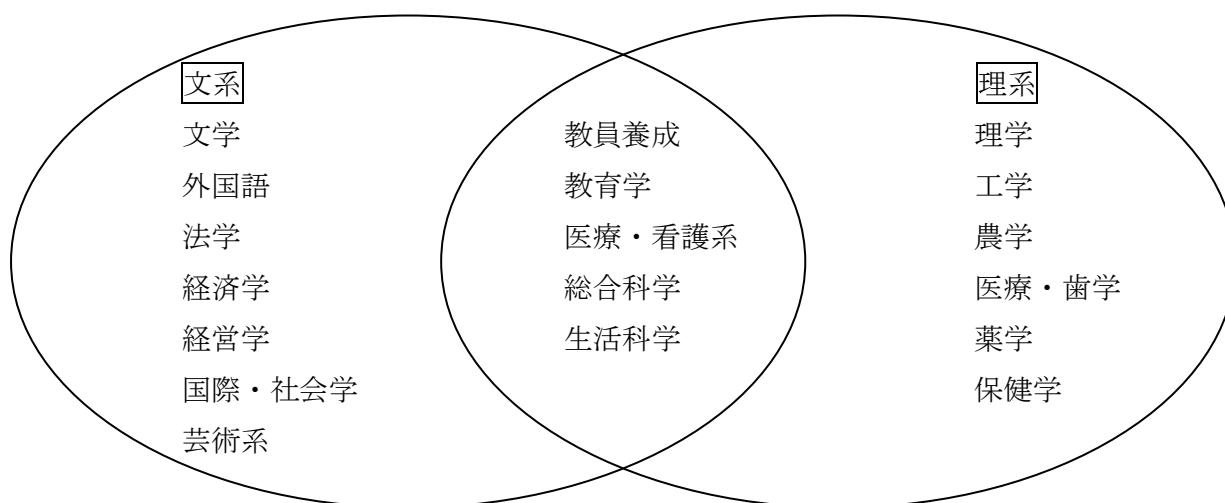 文系
文学
外国語
法学
経済学
経営学
国際・社会学
芸術系
教員養成
教育学
医療・看護系
総合科学
生活科学
理系
理学
工学
農学
医療・歯学
薬学
保健学